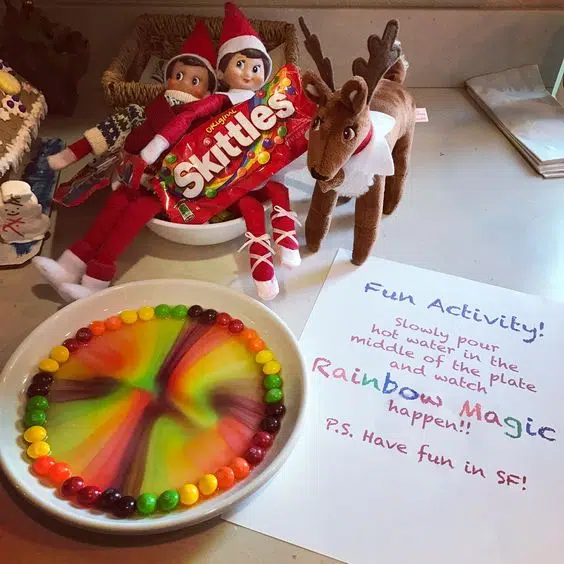 ORIGINAL
Skittles
Fun Activity!
Slowly pour
hot water in the
middle of the plate
and watch
Rainbow Magic
happen!!
P.S. Have fun in SF!